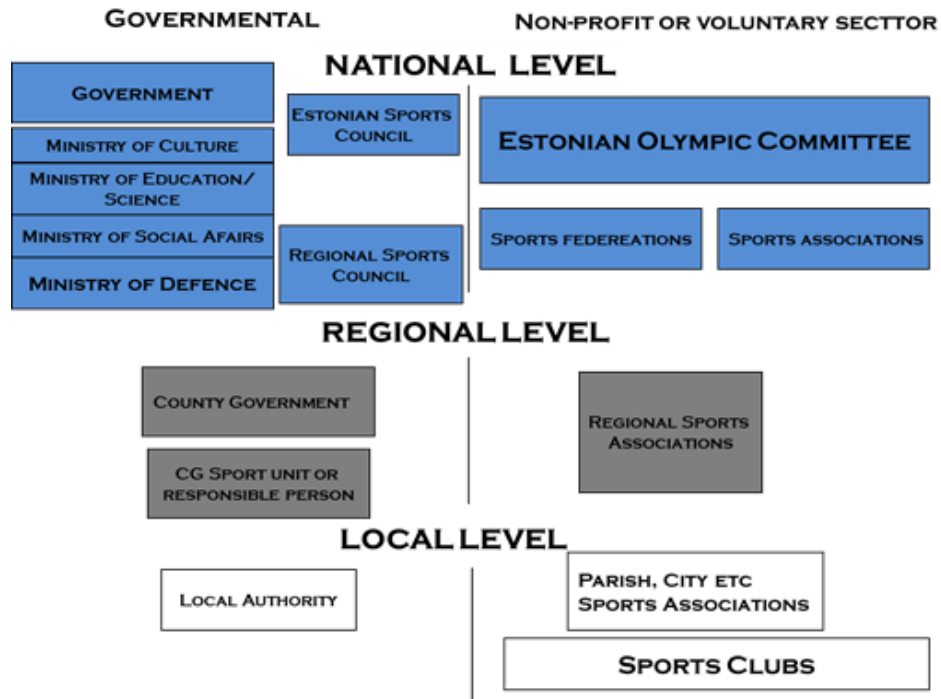 Governmental
Non-profit or voluntary secttor
NATIONAL LEVEL
Government
Ministry of Culture
Ministry of Education/
Science
Ministry of Social Afairs
Ministry of Defence
Estonian Sports
Council
Regional Sports
Council
Estonian Olympic Committee
Sports federeations
Sports associations
REGIONAL LEVEL
County Government
CG Sport unit or
responsible person
Regional Sports
Associations
LOCAL LEVEL
Local Authority
Parish, City etc
Sports Associations
Sports Clubs